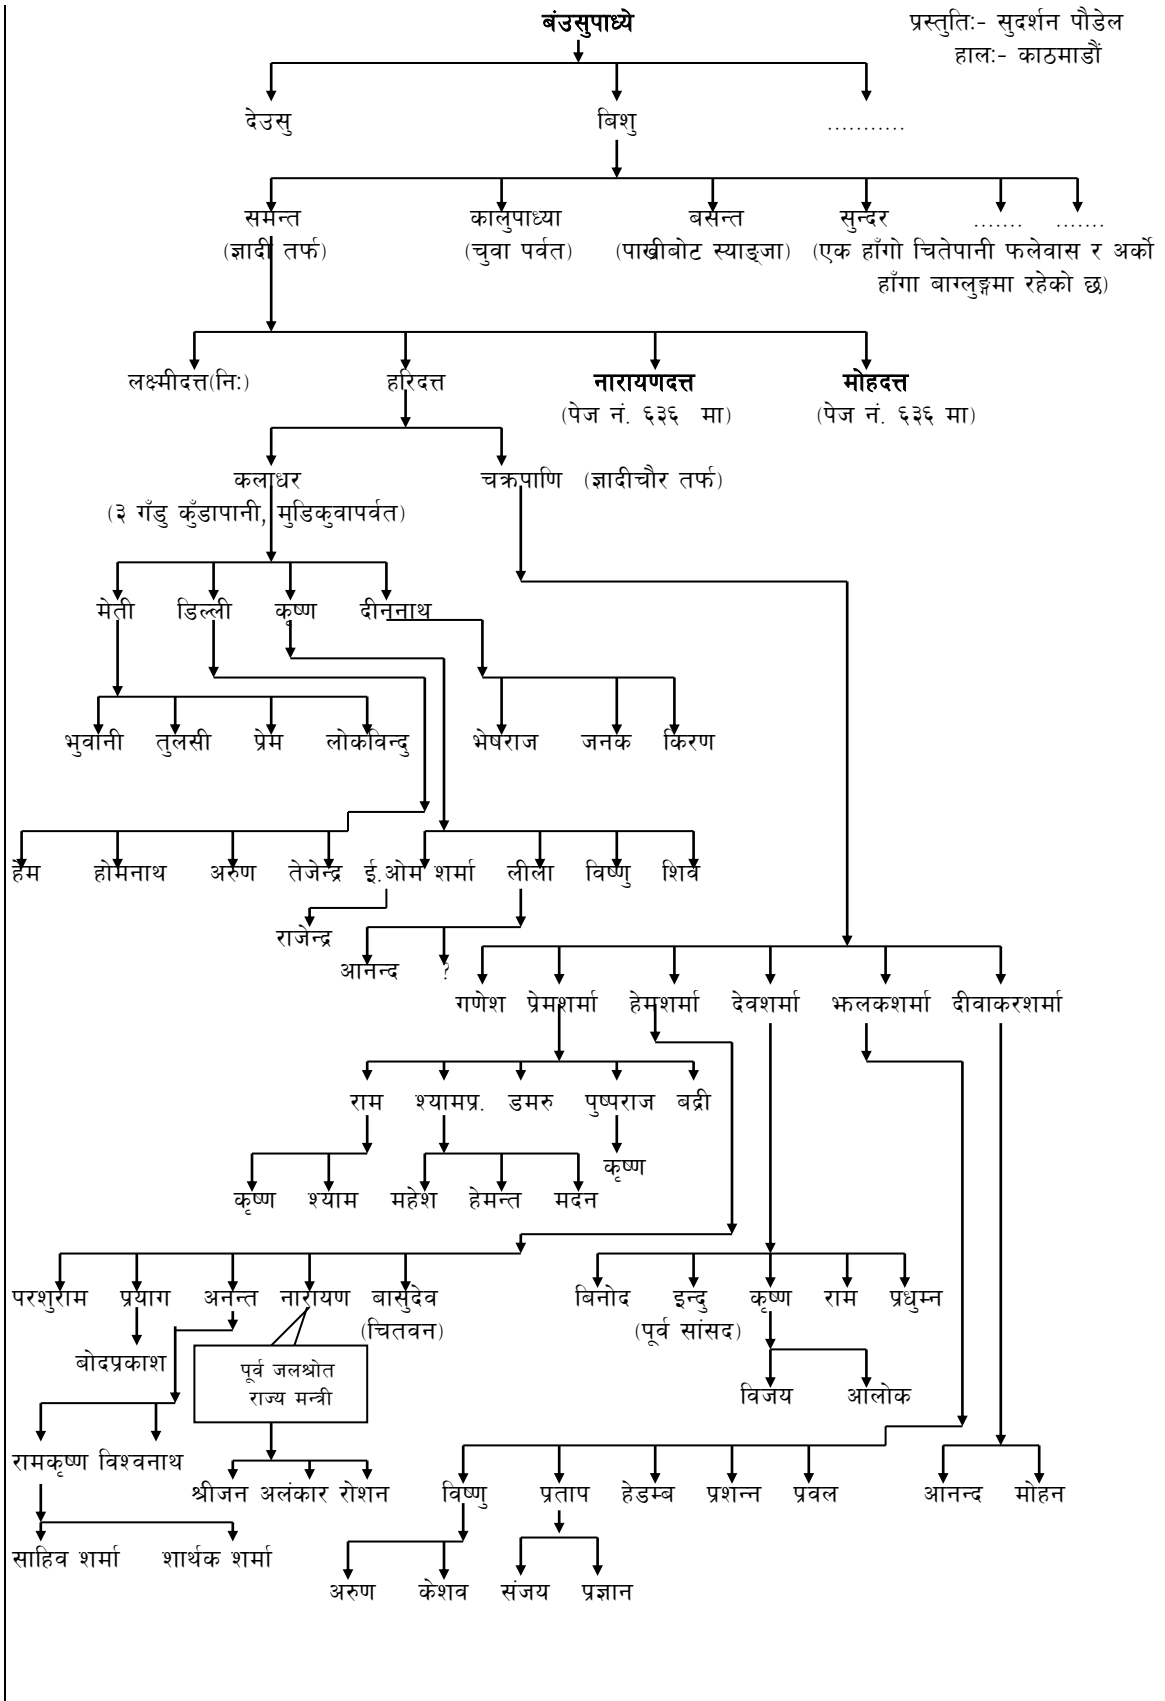 बंउसुपाध्ये
प्रस्तुतिः- सुदर्शन पौडेल
हालः- काठमाडौं
देउसु बिशु ...........
समन्त कालुपाध्या बसन्त सुन्दर ....... .......
(ज्ञादी तर्फ) (चुवा पर्वत) (पाखीबोट स्याङ्जा) (एक हाँगो चितेपानी फलेवास र अर्को
हाँगा बाग्लुङ्गमा रहेको छ)
लक्ष्मीदत्त(निः) हरिदत्त नारायणदत्त मोहदत्त
(पेज नं. ६३६ मा) (पेज नं. ६३६ मा)
कलाधर चक्रपाणि (ज्ञादीचौर तर्फ)
(३ गँडु कुँडापानी, मुडिकुवापर्वत)
मेती डिल्ली कृष्ण दीननाथ
भुवानी तुलसी प्रेम लोकविन्दु भेषराज जनक किरण
हेम होमनाथ अरुण तेजेन्द्र ई.ओम शर्मा लीला विष्णु शिव
राजेन्द्र
आनन्द ?
गणेश प्रेमशर्मा हेमशर्मा देवशर्मा झलकशर्मा दीवाकरशर्मा
राम श्यामप्र. डमरु पुष्पराज बद्री
कृष्ण
कृष्ण श्याम महेश हेमन्त मदन
परशुराम प्रयाग अनन्त नारायण बासुदेव बिनोद इन्दु कृष्ण राम प्रधुम्न
(चितवन) (पूर्व सांसद)
बोदप्रकाश
पूर्व जलश्रोत
राज्य मन्त्री
विजय आलोक
रामकृष्ण विश्वनाथ
श्रीजन अलंकार रोशन विष्णु प्रताप हेडम्ब प्रशन्न प्रवल आनन्द मोहन
साहिव शर्मा शार्थक शर्मा
अरुण केशव संजय प्रज्ञान